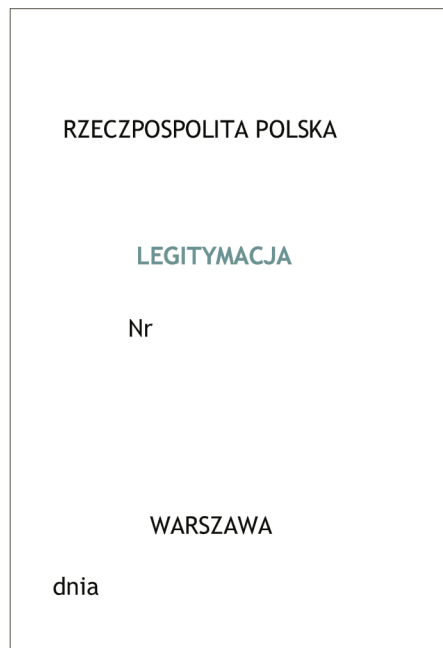 RZECZPOSPOLITA POLSKA
LEGITYMACJA
Nr
WARSZAWA
dnia